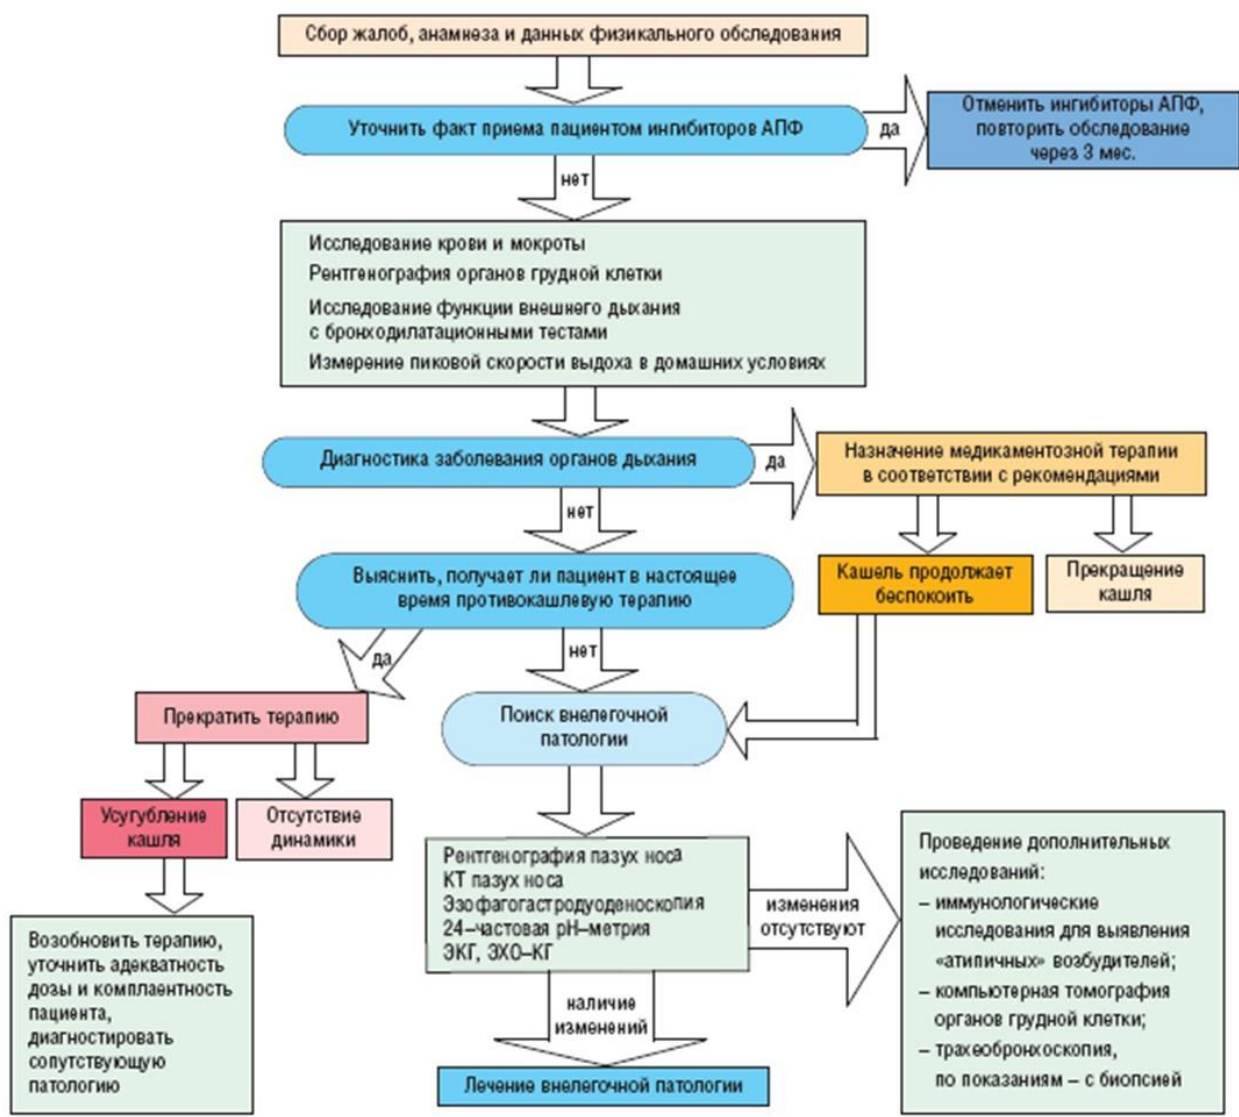 Сбор жалоб, анамнеза и данных физикального обследования
Уточнить факт приема пациентом ингибиторов АПФ
да
Отменить ингибиторы АПФ,
повторить обследование
через 3 мес.
нет
Исследование крови и мокроты
Рентгенография органов грудной клетки
Исследование функции внешнего дыхания
с бронходилатационными тестами
Измерение пиковой скорости выдоха в домашних условиях
Диагностика заболевания органов дыхания
да
Назначение медикаментозной терапии
в соответствии с рекомендациями
нет
Выяснить, получает ли пациент в настоящее
время противокашлевую терапию
Кашель продолжает
беспокоить
Прекращение
кашля
да
нет
Прекратить терапию
Поиск внелегочной
патологии
Усугубление
кашля
Отсутствие
динамики
Рентгенография пазух носа
КТ пазух носа
Эзофагогастродуоденоскопия
24–частовая pH–метрия
ЭКГ, ЭХО–КГ
изменения
отсутствуют
Проведение дополнительных
исследований:
– иммунологические
исследования для выявления
«атипичных» возбудителей;
– компьютерная томография
органов грудной клетки;
– трахеобронхоскопия,
по показаниям – с биопсией
Возобновить терапию,
уточнить адекватность
дозы и комплаентность
пациента,
диагностировать
сопутствующую
патологию
наличие
изменений
Лечение внелегочной патологии